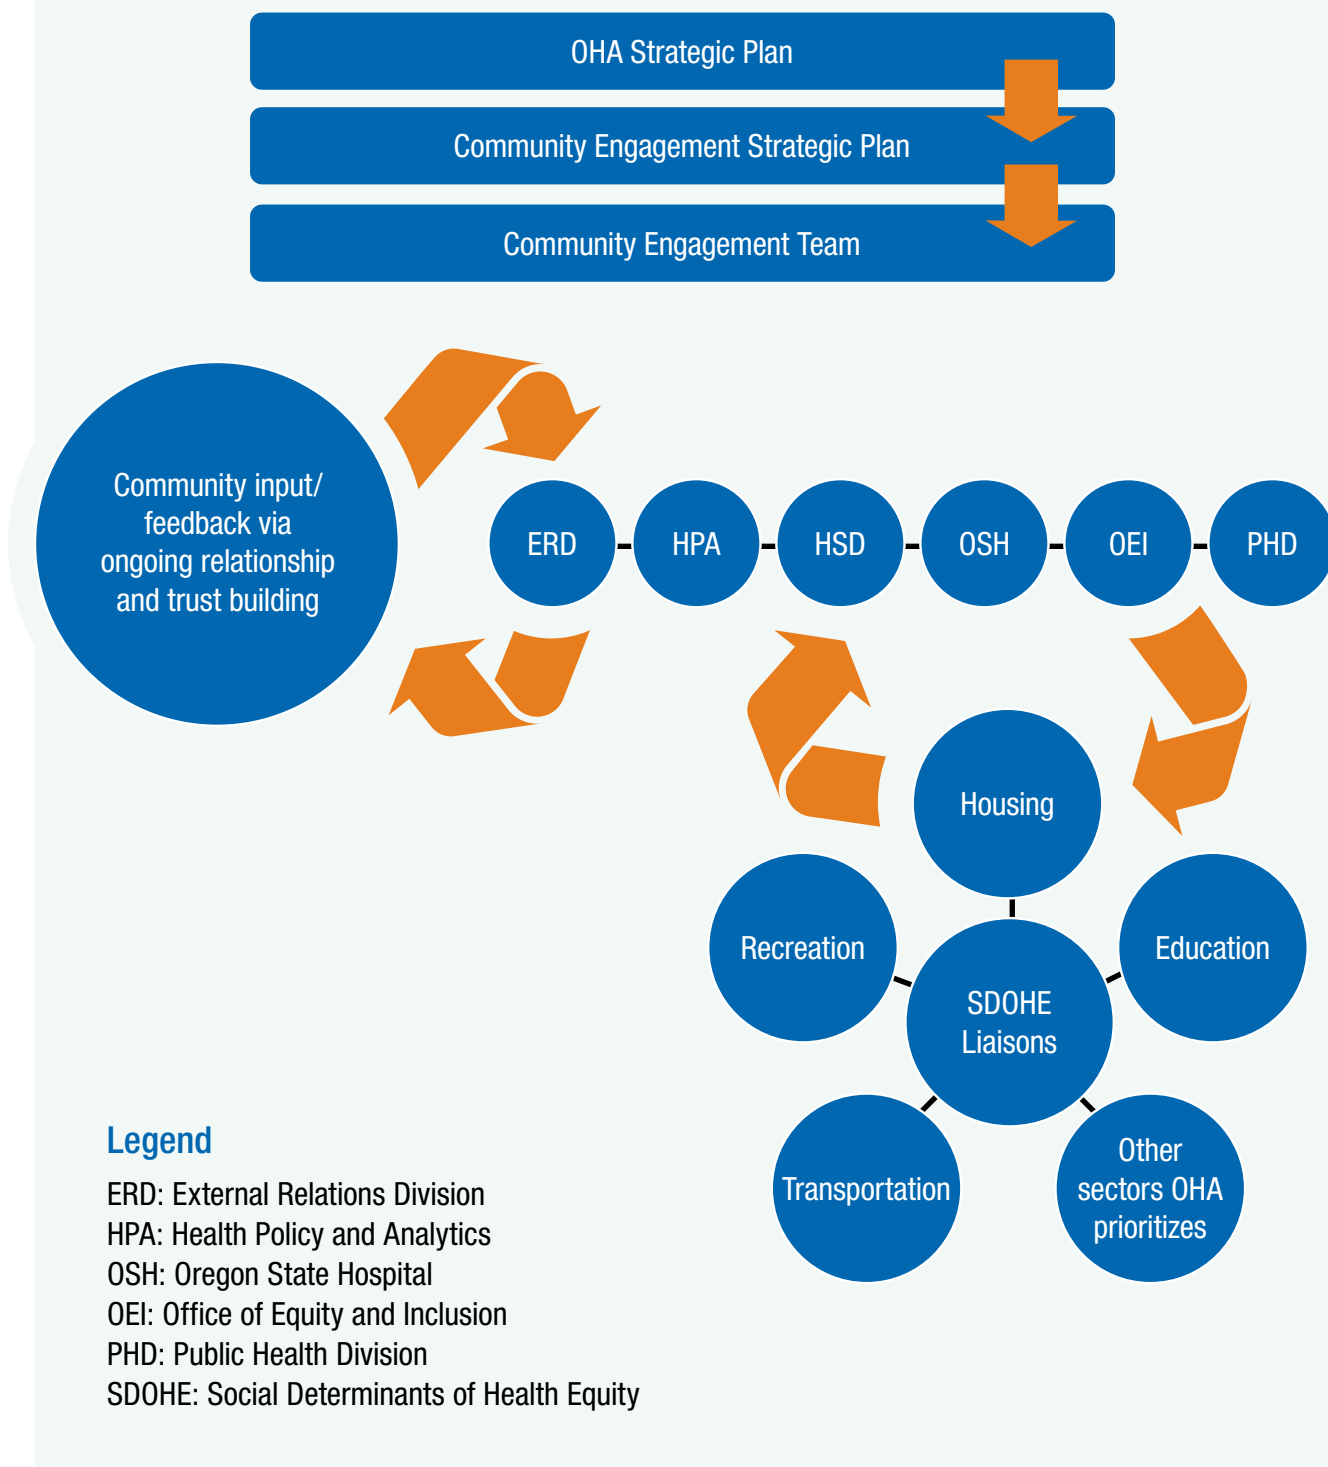 OHA Strategic Plan
Community Engagement Strategic Plan
Community Engagement Team
Community input/
feedback via
ongoing relationship
and trust building
ERD
HPA
HSD
OSH
OEI
PHD
Housing
Recreation
Education
SDOHE
Liaisons
Transportation
Other
sectors OHA
prioritizes
Legend
ERD: External Relations Division
HPA: Health Policy and Analytics
OSH: Oregon State Hospital
OEI: Office of Equity and Inclusion
PHD: Public Health Division
SDOHE: Social Determinants of Health Equity